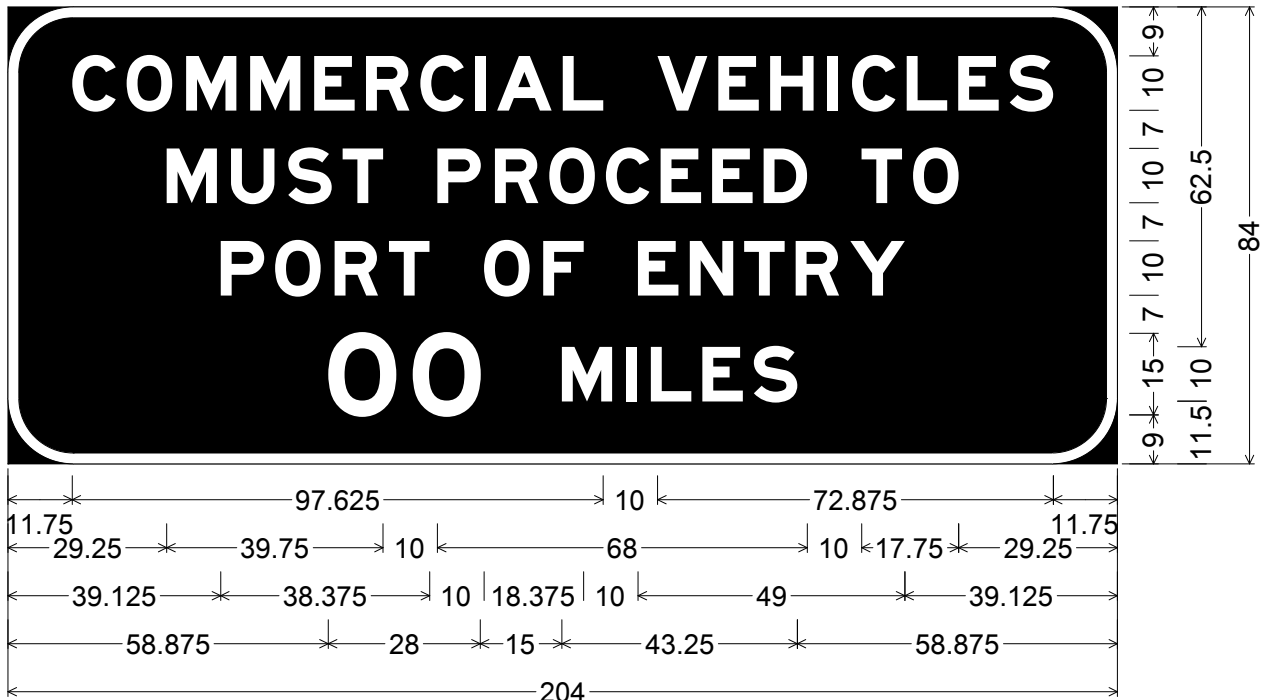 COMMERCIAL VEHICLES
MUST PROCEED TO
PORT OF ENTRY
00 MILES
9
10
7
10
7
10
7
15
9
62.5
10
11.5
84
11.75 97.625 10 72.875 11.75
29.25 39.75 10 68 10 17.75 29.25
39.125 38.375 10 18.375 10 49 39.125
58.875 28 15 43.25 58.875
204